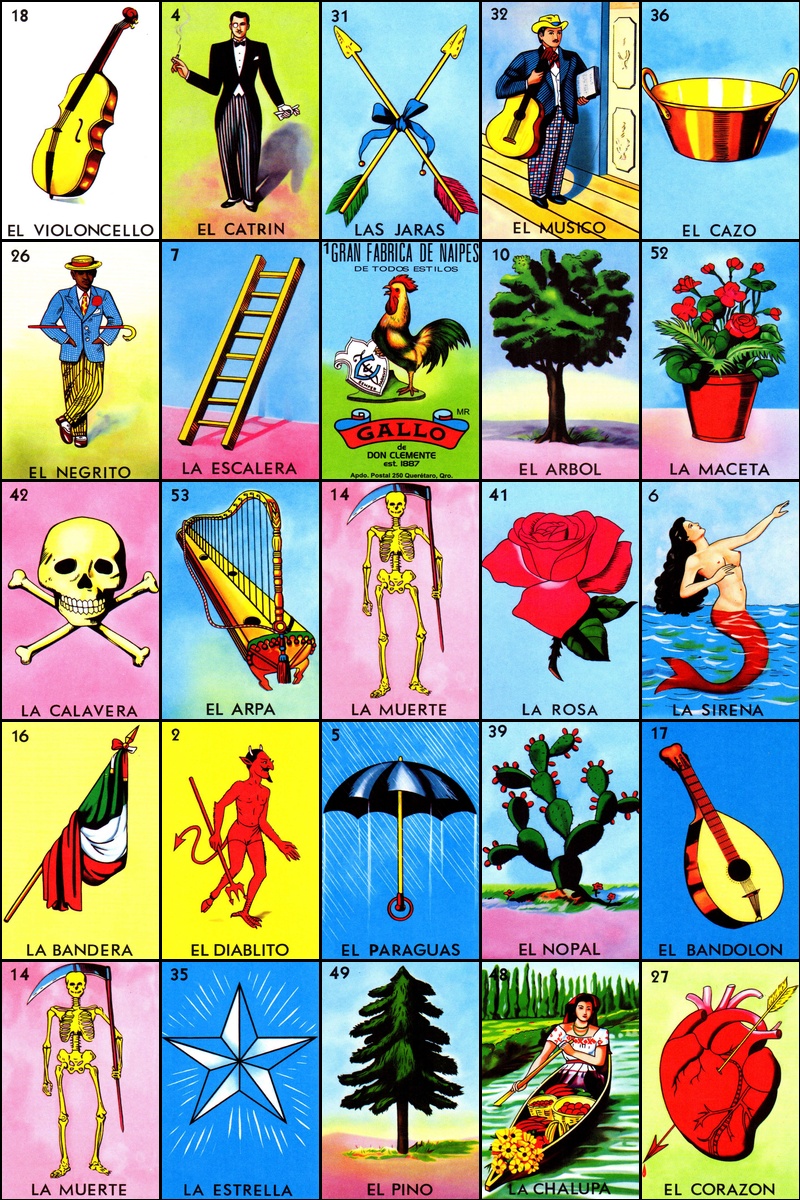 18
EL VIOLONCELLO
4
EL CATRIN
31
LAS JARAS
32
EL MUSICO
36
EL CAZO
26
EL NEGRITO
7
LA ESCALERA
1 GRAN FABRICA DE NAIPES
DE TODOS ESTILOS
SEMPER
GALLO MR
de
DON CLEMENTE
est. 1887
Apdo. Postal 250 Querétaro, Qro.
10
EL ARBOL
52
LA MACETA
42
LA CALAVERA
53
EL ARPA
14
LA MUERTE
41
LA ROSA
6
LA SIRENA
16
LA BANDERA
2
EL DIABLITO
5
EL PARAGUAS
39
EL NOPAL
17
EL BANDOLON
14
LA MUERTE
35
LA ESTRELLA
49
EL PINO
48
LA CHALUPA
27
EL CORAZON